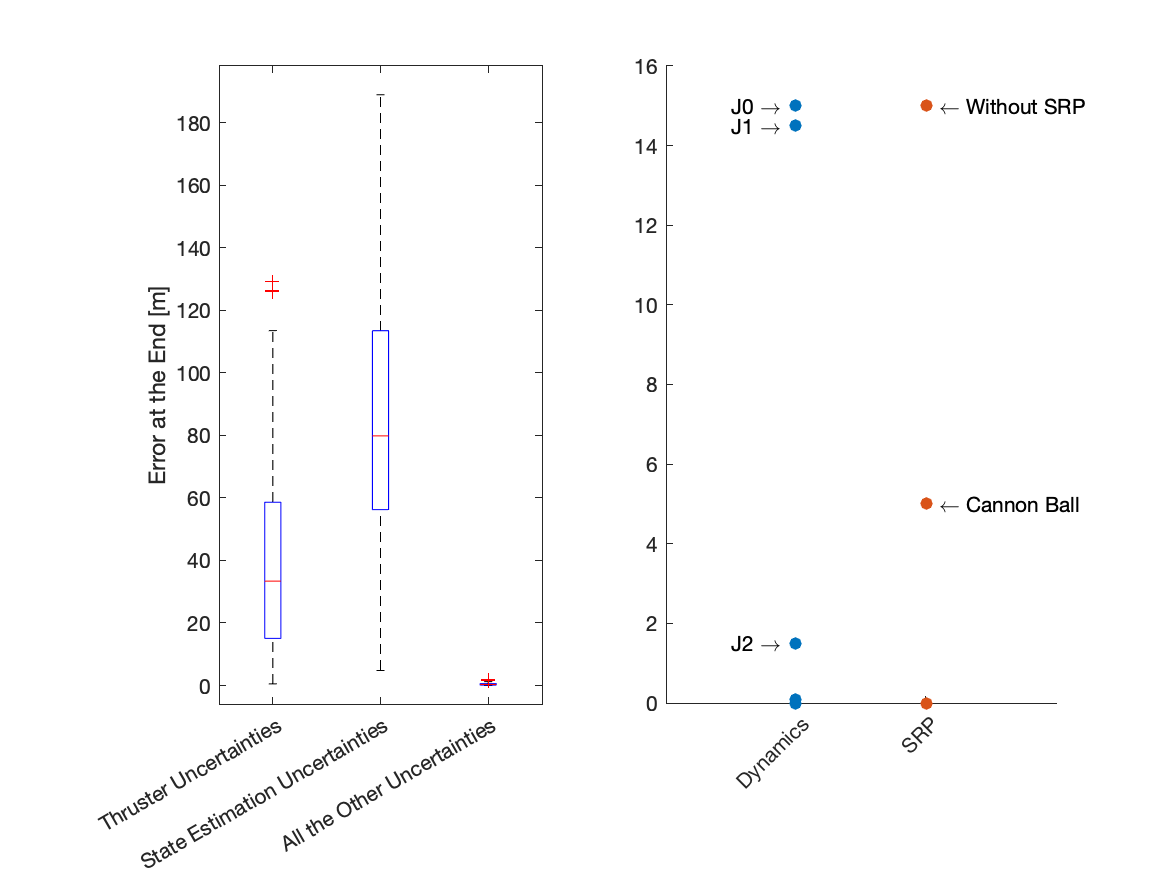 Error at the End [m]
180
160
140
120
100
80
60
40
20
0
Thruster Uncertainties
State Estimation Uncertainties
All the Other Uncertainties
16
14
12
10
8
6
4
2
0
J0 →
J1 →
J2 →
← Without SRP
← Cannon Ball
Dynamics
SRP